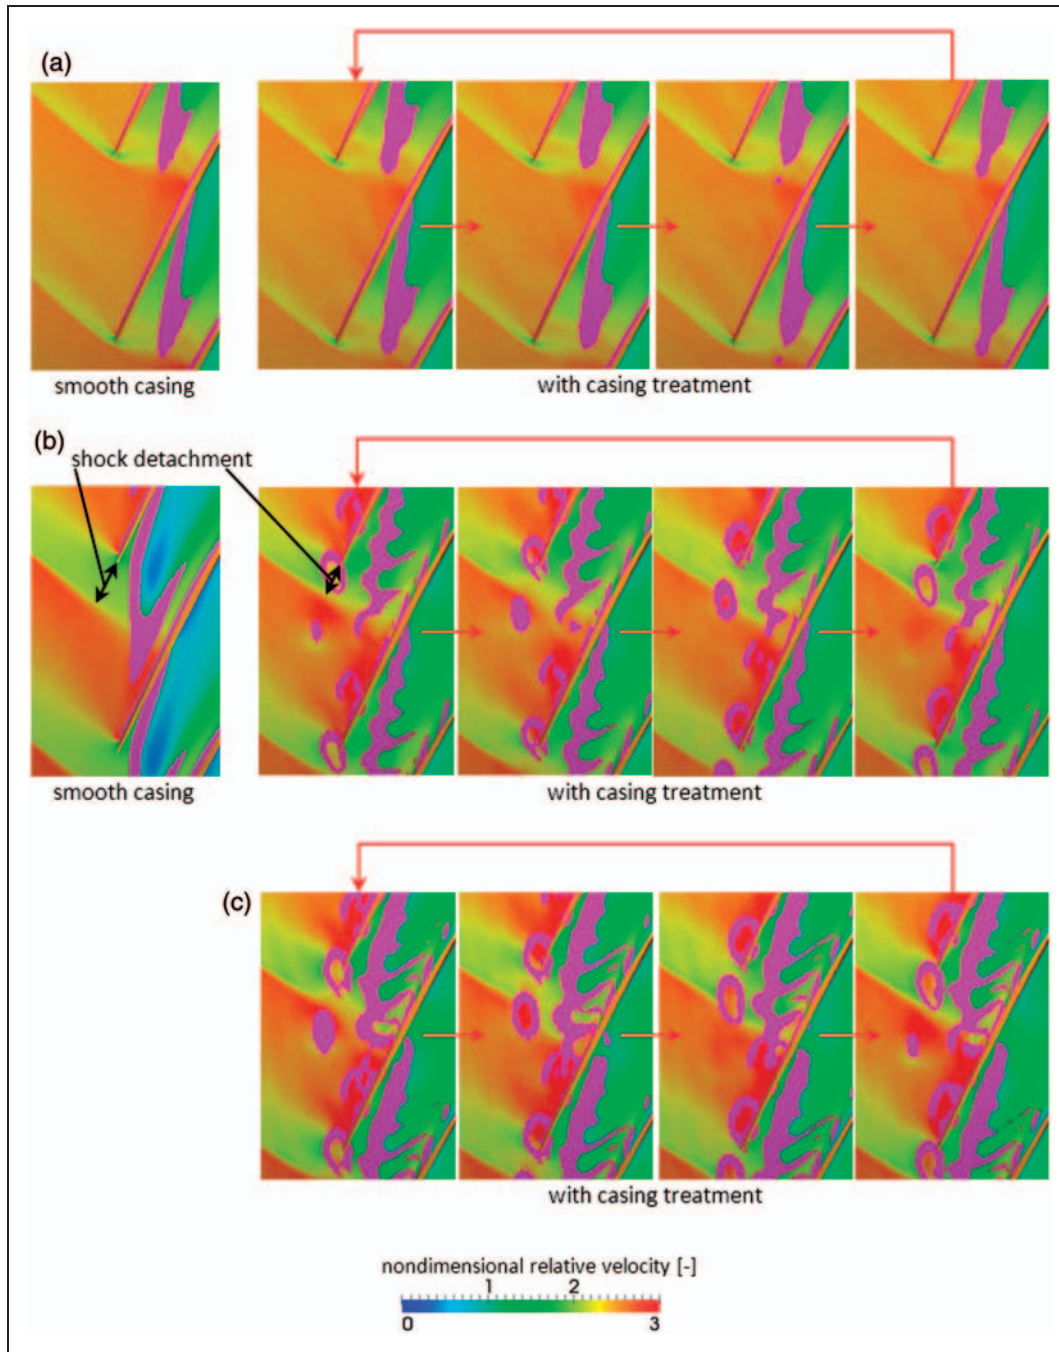 (a)
smooth casing
with casing treatment
(b)
shock detachment
smooth casing
with casing treatment
(c)
with casing treatment
nondimensional relative velocity [-]
1 2
0 3